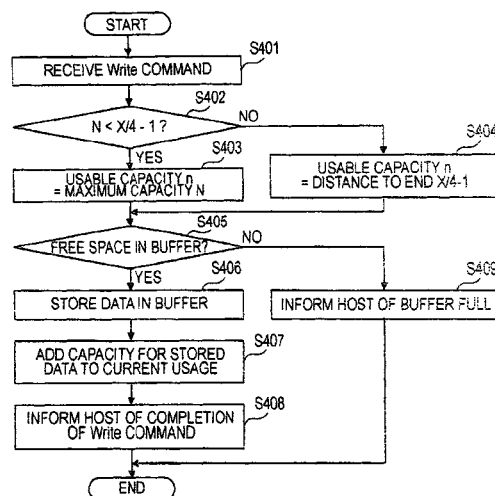 START
S401
RECEIVE Write COMMAND
S402
N < X/4 - 1 ?
NO
YES
S403
S404
USABLE CAPACITY n
= MAXIMUM CAPACITY N
USABLE CAPACITY n
= DISTANCE TO END X/4-1
S405
FREE SPACE IN BUFFER?
NO
YES
S406
S409
STORE DATA IN BUFFER
INFORM HOST OF BUFFER FULL
S407
ADD CAPACITY FOR STORED
DATA TO CURRENT USAGE
S408
INFORM HOST OF COMPLETION
OF Write COMMAND
END